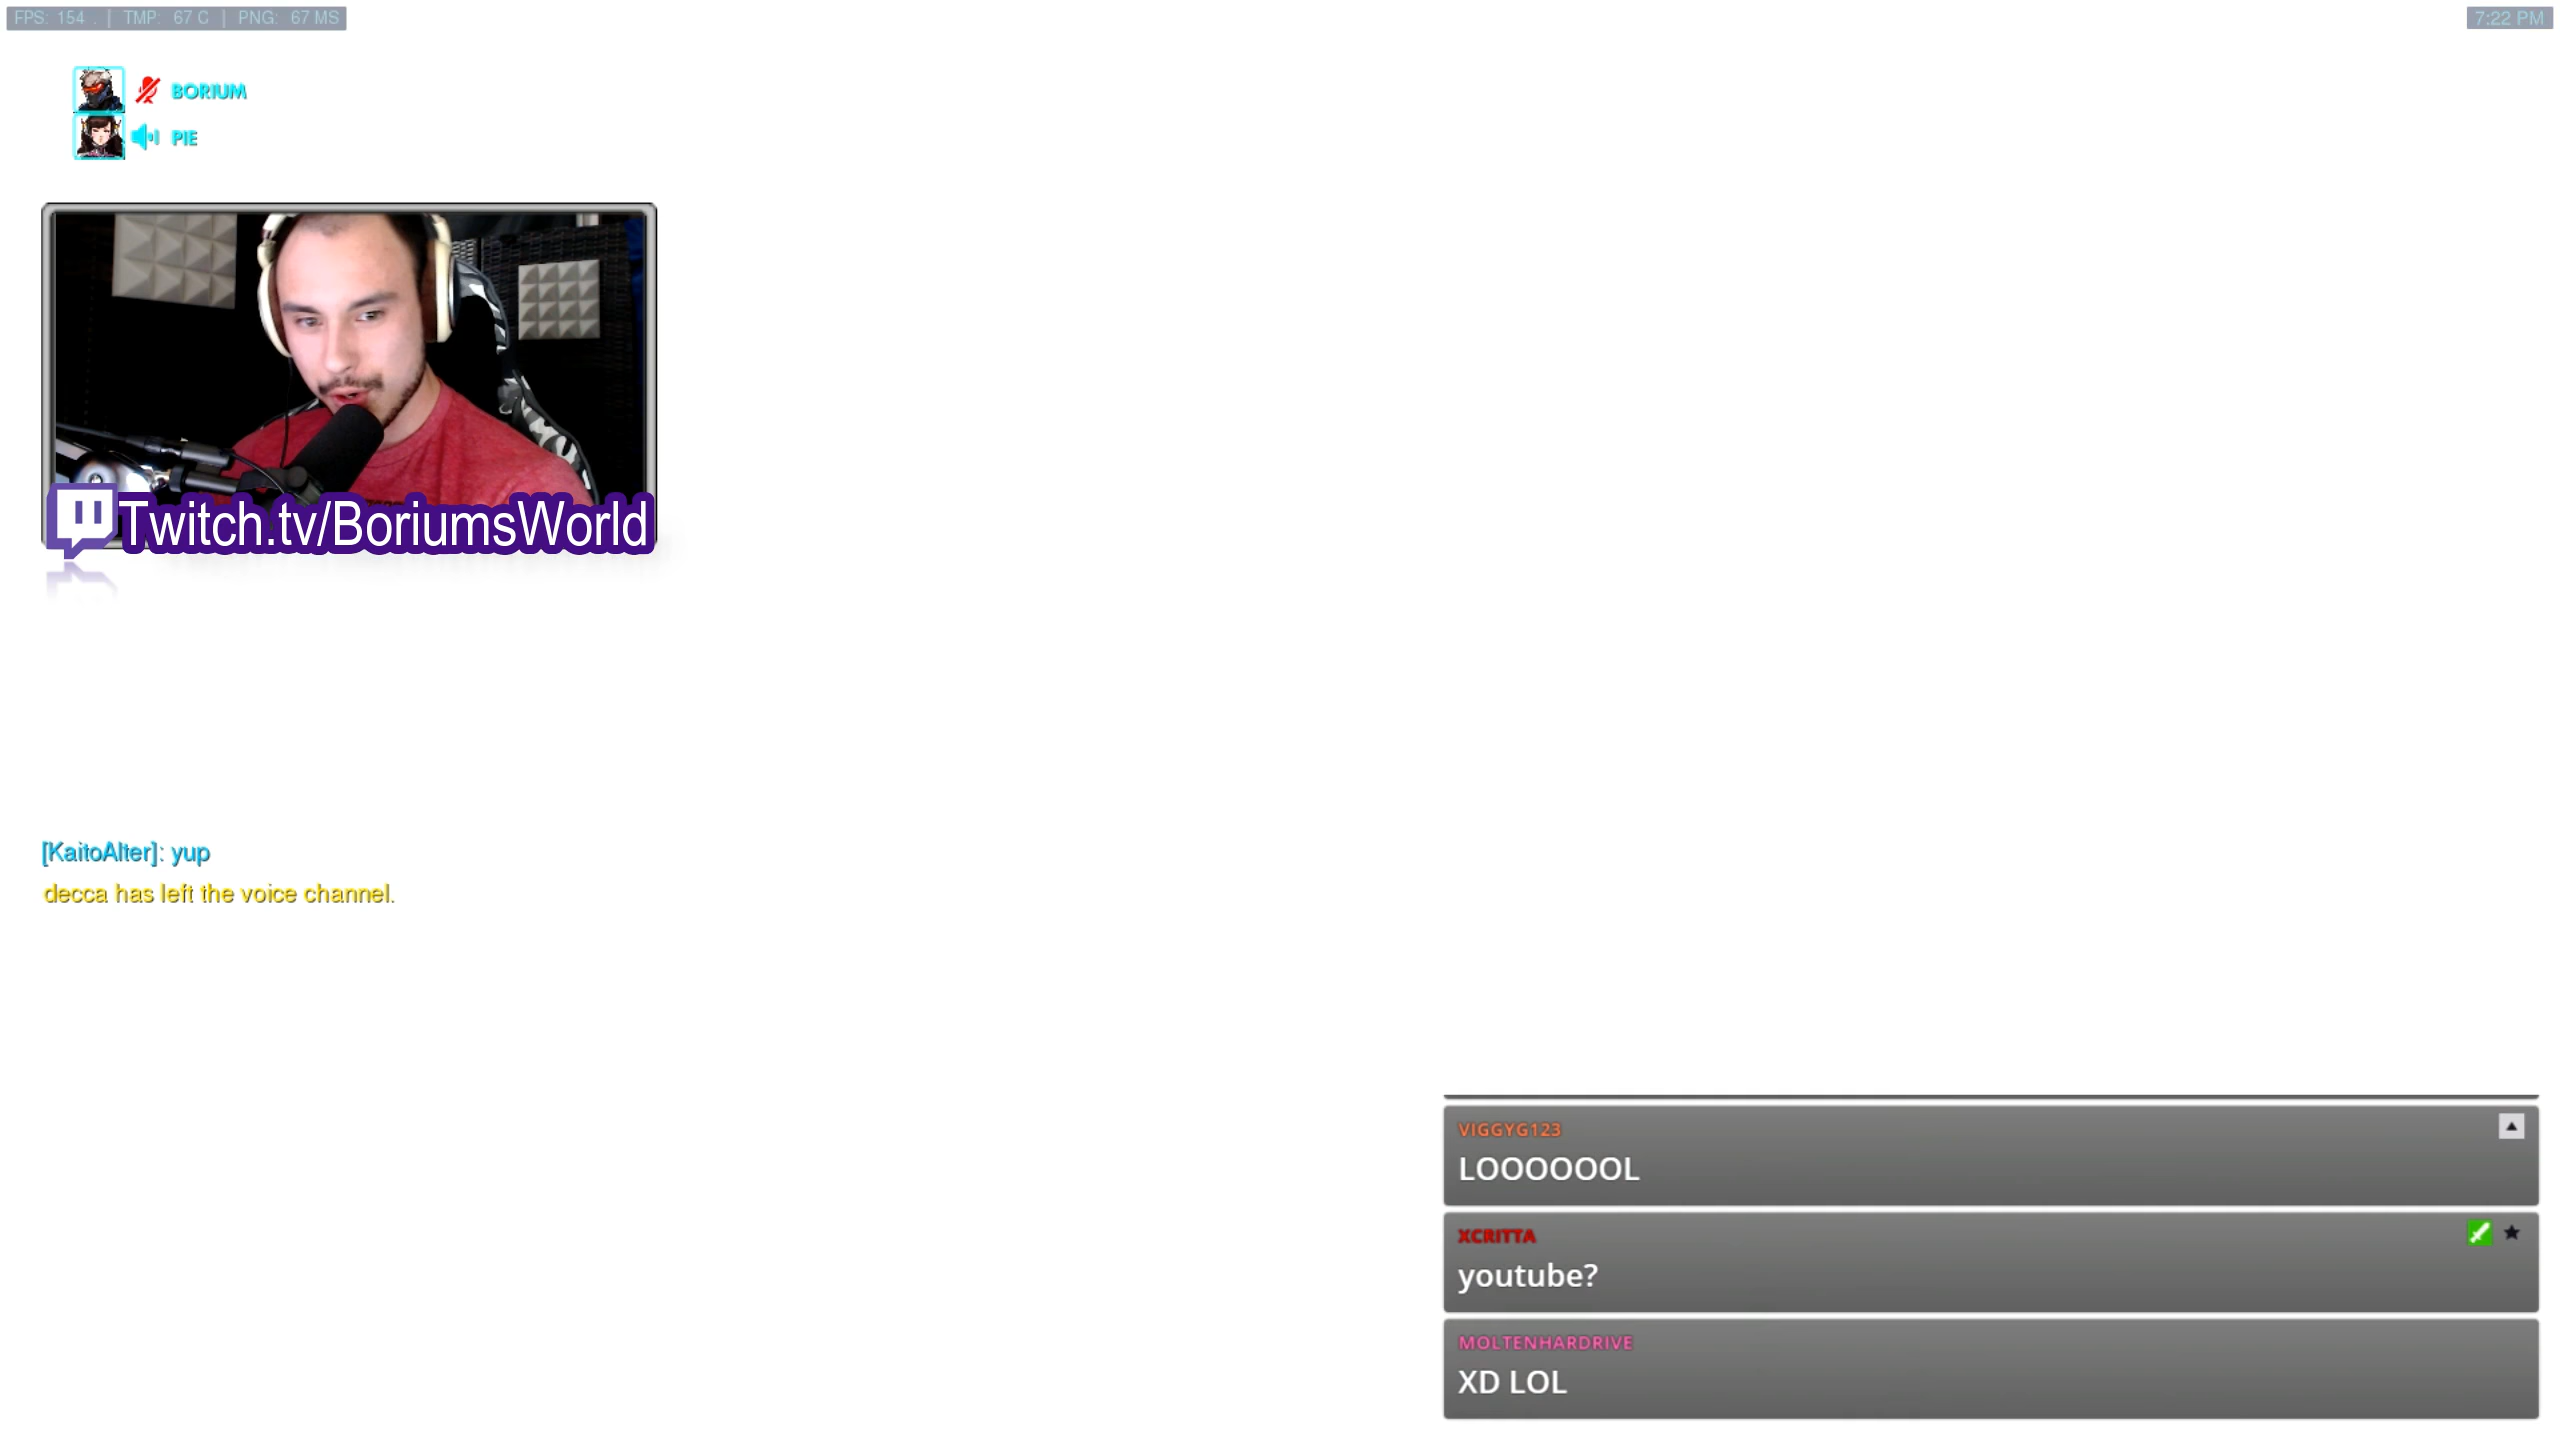 FPS: 154 . | TMP: 67 C | PNG: 67 MS
7:22 PM
BORIUM
PIE
Twitch.tv/BoriumsWorld
[KaitoAlter]: yup
decca has left the voice channel.
VIGGYG123
LOOOOOOL
XCRITTA
youtube?
MOLTENHARDRIVE
XD LOL